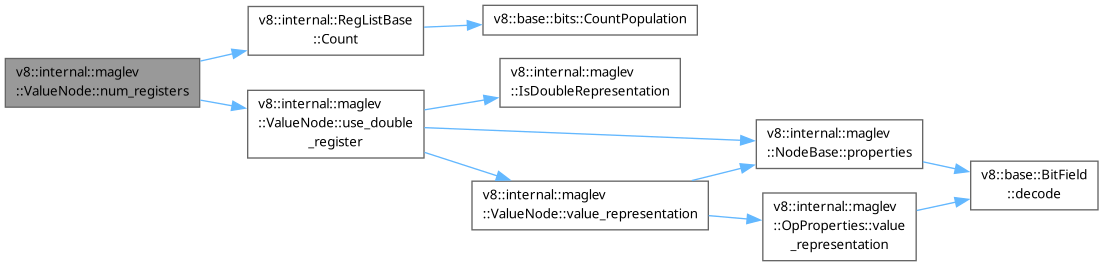 v8::internal::maglev
::ValueNode::num_registers
v8::internal::RegListBase
::Count
v8::base::bits::CountPopulation
v8::internal::maglev
::ValueNode::use_double
_register
v8::internal::maglev
::IsDoubleRepresentation
v8::internal::maglev
::ValueNode::value_representation
v8::internal::maglev
::NodeBase::properties
v8::internal::maglev
::OpProperties::value
_representation
v8::base::BitField
::decode